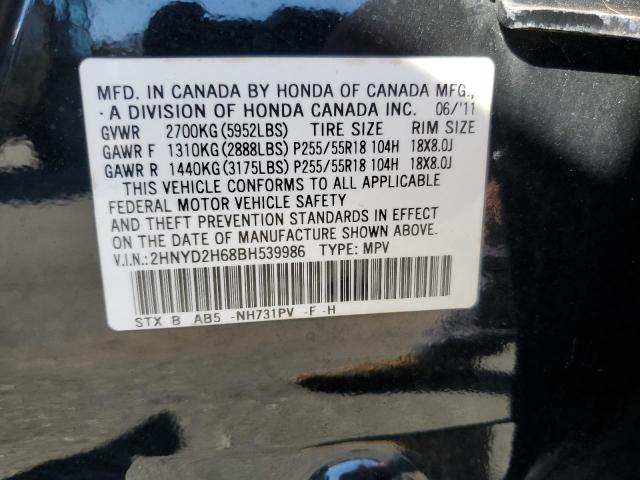 MFD. IN CANADA BY HONDA OF CANADA MFG.,
- A DIVISION OF HONDA CANADA INC. 06/'11
GVWR 2700KG(5952LBS) TIRE SIZE RIM SIZE
GAWR F 1310KG(2888LBS) P255/55R18 104H 18X8.0J
GAWR R 1440KG(3175LBS) P255/55R18 104H 18X8.0J
THIS VEHICLE CONFORMS TO ALL APPLICABLE
FEDERAL MOTOR VEHICLE SAFETY
AND THEFT PREVENTION STANDARDS IN EFFECT
ON THE DATE OF MANUFACTURE SHOWN ABOVE.
V.I.N.:2HNYD2H68BH539986 TYPE: MPV
STX B AB5 -NH731PV -F -H